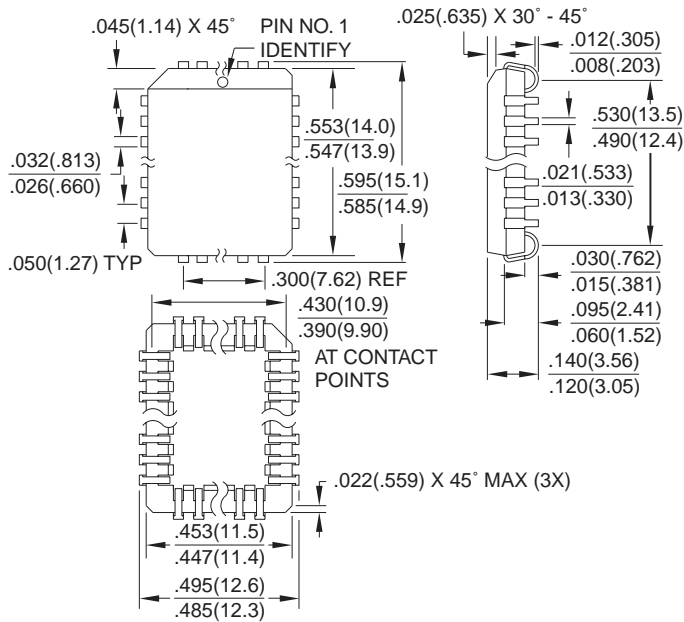 .045(1.14) X 45°
PIN NO. 1
IDENTIFY
.025(.635) X 30° - 45°
.012(.305)
.008(.203)
.553(14.0)
.547(13.9)
.530(13.5)
.490(12.4)
.032(.813)
.026(.660)
.595(15.1)
.585(14.9)
.021(.533)
.013(.330)
.050(1.27) TYP
.300(7.62) REF
.030(.762)
.015(.381)
.430(10.9)
.390(9.90)
AT CONTACT
POINTS
.095(2.41)
.060(1.52)
.140(3.56)
.120(3.05)
.022(.559) X 45° MAX (3X)
.453(11.5)
.447(11.4)
.495(12.6)
.485(12.3)